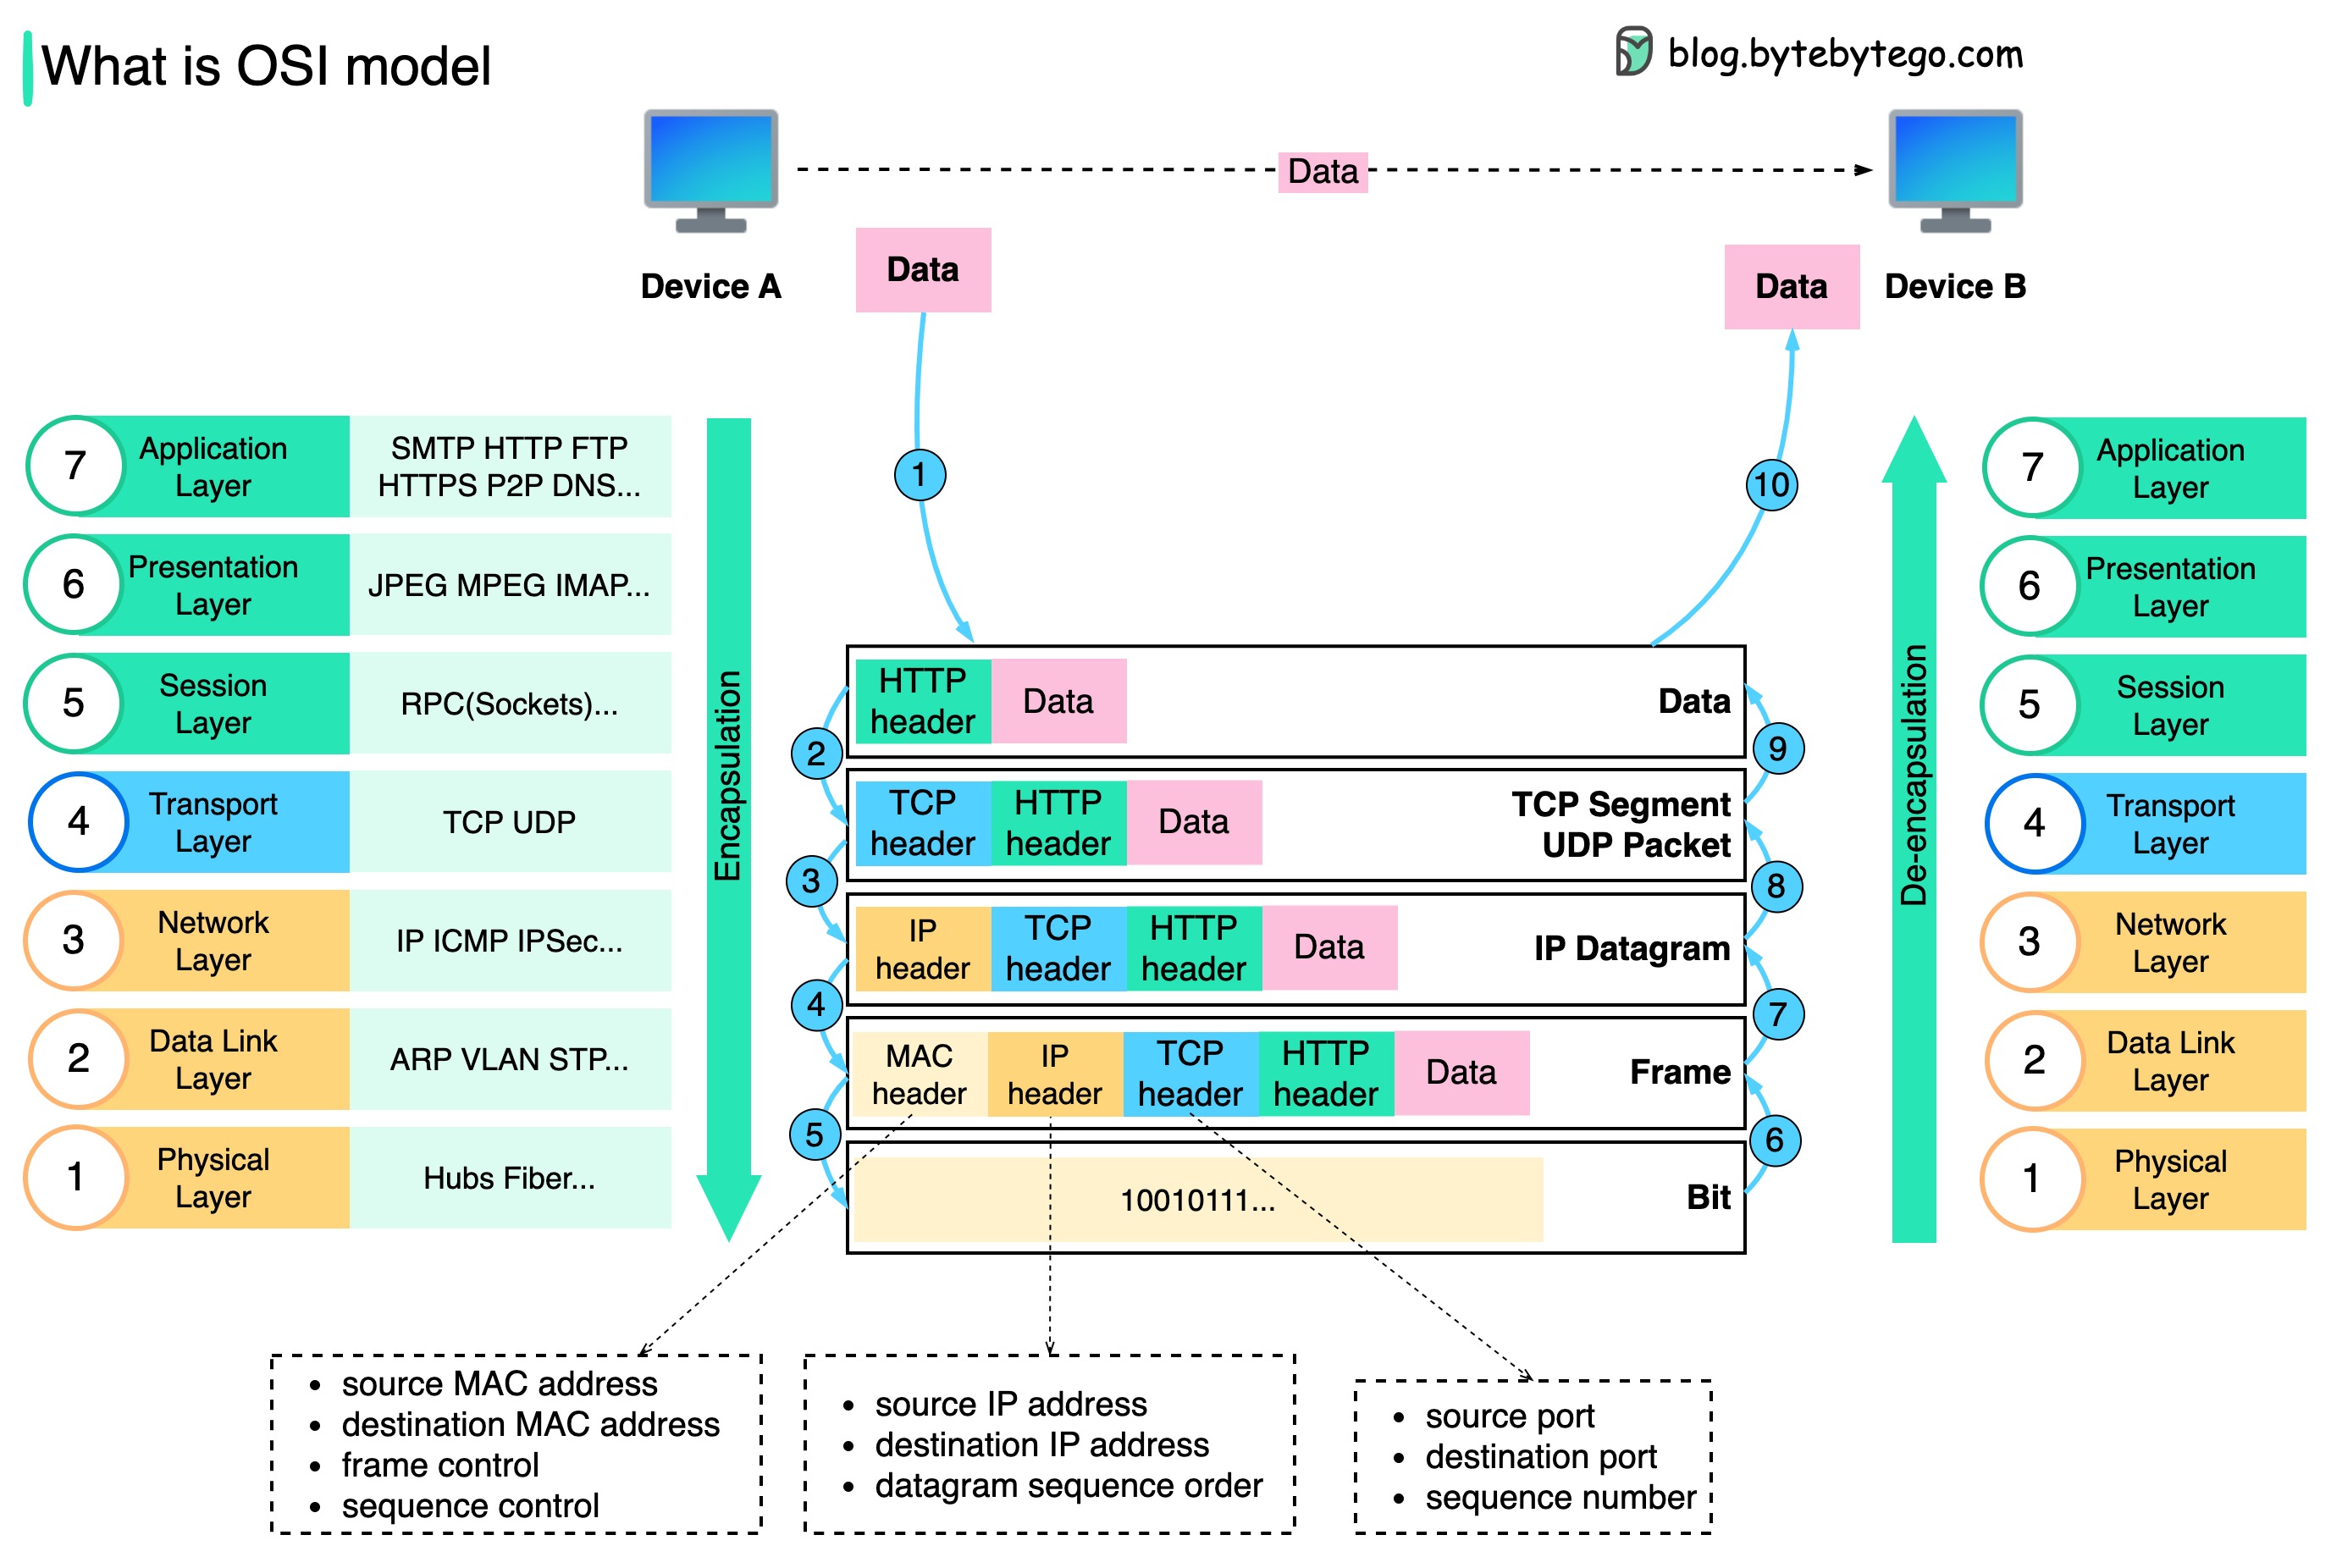 What is OSI model
blog.bytebytego.com
Data
Device A
Data
Data
Device B
7
Application
Layer
SMTP HTTP FTP
HTTPS P2P DNS...
6
Presentation
Layer
JPEG MPEG IMAP...
5
Session
Layer
RPC(Sockets)...
4
Transport
Layer
TCP UDP
3
Network
Layer
IP ICMP IPSec...
2
Data Link
Layer
ARP VLAN STP...
1
Physical
Layer
Hubs Fiber...
Encapsulation
1
10
HTTP
header
Data
Data
2
9
TCP
header
HTTP
header
Data
TCP Segment
UDP Packet
3
8
IP
header
TCP
header
HTTP
header
Data
IP Datagram
4
7
MAC
header
IP
header
TCP
header
HTTP
header
Data
Frame
5
6
10010111...
Bit
De-encapsulation
7
Application
Layer
6
Presentation
Layer
5
Session
Layer
4
Transport
Layer
3
Network
Layer
2
Data Link
Layer
1
Physical
Layer
• source MAC address
• destination MAC address
• frame control
• sequence control
• source IP address
• destination IP address
• datagram sequence order
• source port
• destination port
• sequence number